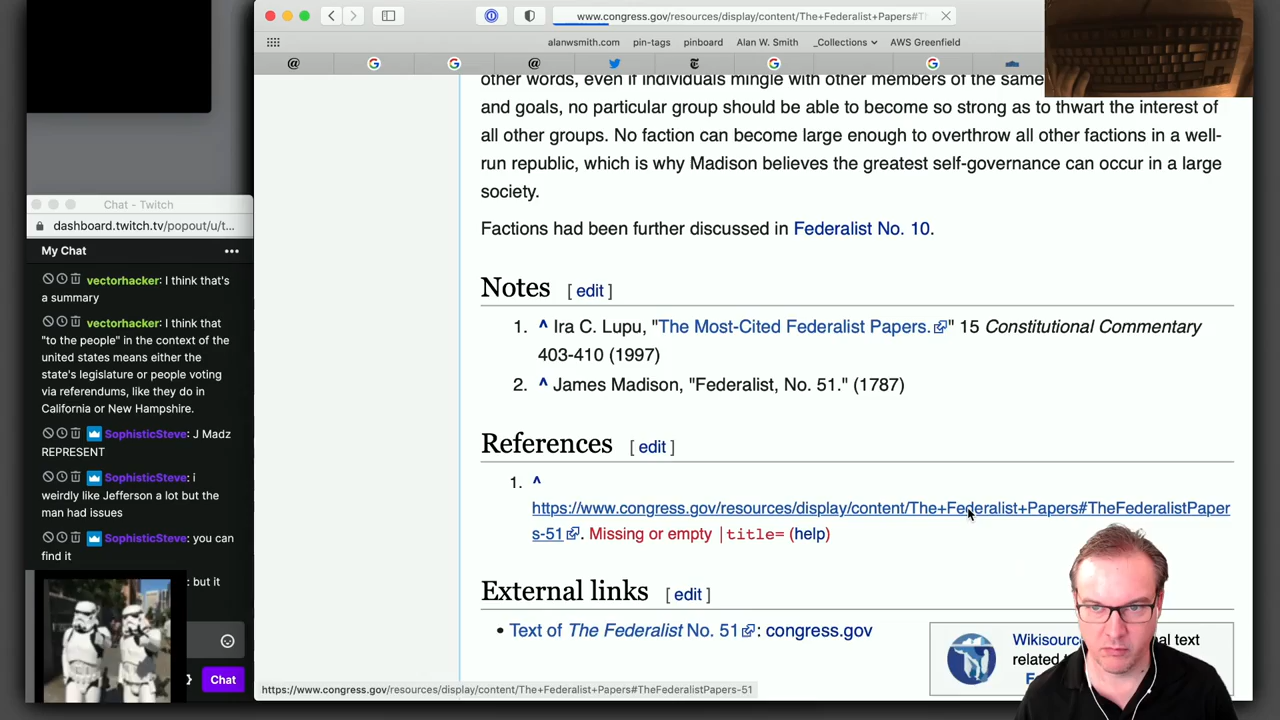 www.congress.gov/resources/display/content/The+Federalist+Papers#T
alanwsmith.com pin-tags pinboard Alan W. Smith _Collections AWS Greenfield
other words, even if individuals mingle with other members of the same
and goals, no particular group should be able to become so strong as to thwart the interest of
all other groups. No faction can become large enough to overthrow all other factions in a well-
run republic, which is why Madison believes the greatest self-governance can occur in a large
society.
Factions had been further discussed in Federalist No. 10.
Notes [ edit ]
1. ^ Ira C. Lupu, "The Most-Cited Federalist Papers." 15 Constitutional Commentary
403-410 (1997)
2. ^ James Madison, "Federalist, No. 51." (1787)
References [ edit ]
1. ^
https://www.congress.gov/resources/display/content/The+Federalist+Papers#TheFederalistPaper
s-51. Missing or empty |title= (help)
External links [ edit ]
• Text of The Federalist No. 51: congress.gov
related
https://www.congress.gov/resources/display/content/The+Federalist+Papers#TheFederalistPapers-51
Chat - Twitch
dashboard.twitch.tv/popout/u/t...
My Chat
vectorhacker: I think that's
a summary
vectorhacker: I think that
"to the people" in the context of the
united states means either the
state's legislature or people voting
via referendums, like they do in
California or New Hampshire.
SophisticSteve: J Madz
REPRESENT
SophisticSteve: i
weirdly like Jefferson a lot but the
man had issues
SophisticSteve: you can
find it
: but it
Chat